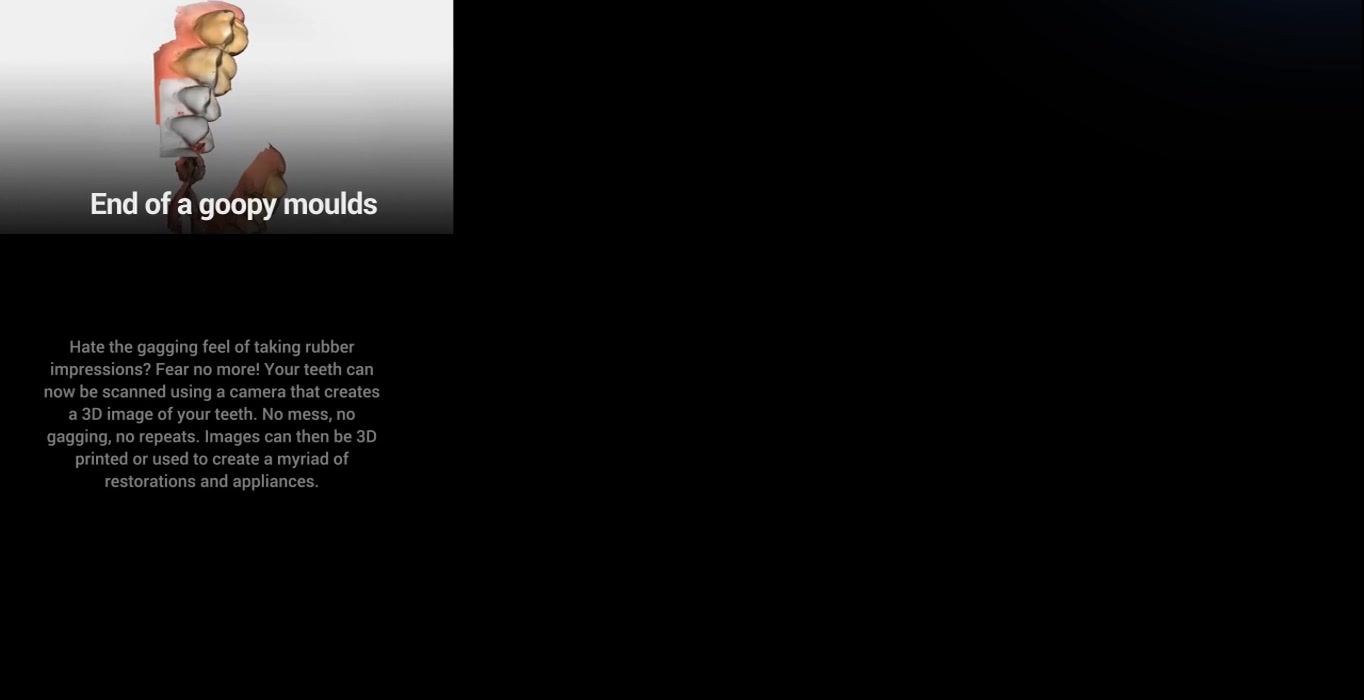 End of a goopy moulds
Hate the gagging feel of taking rubber
impressions? Fear no more! Your teeth can
now be scanned using a camera that creates
a 3D image of your teeth. No mess, no
gagging, no repeats. Images can then be 3D
printed or used to create a myriad of
restorations and appliances.